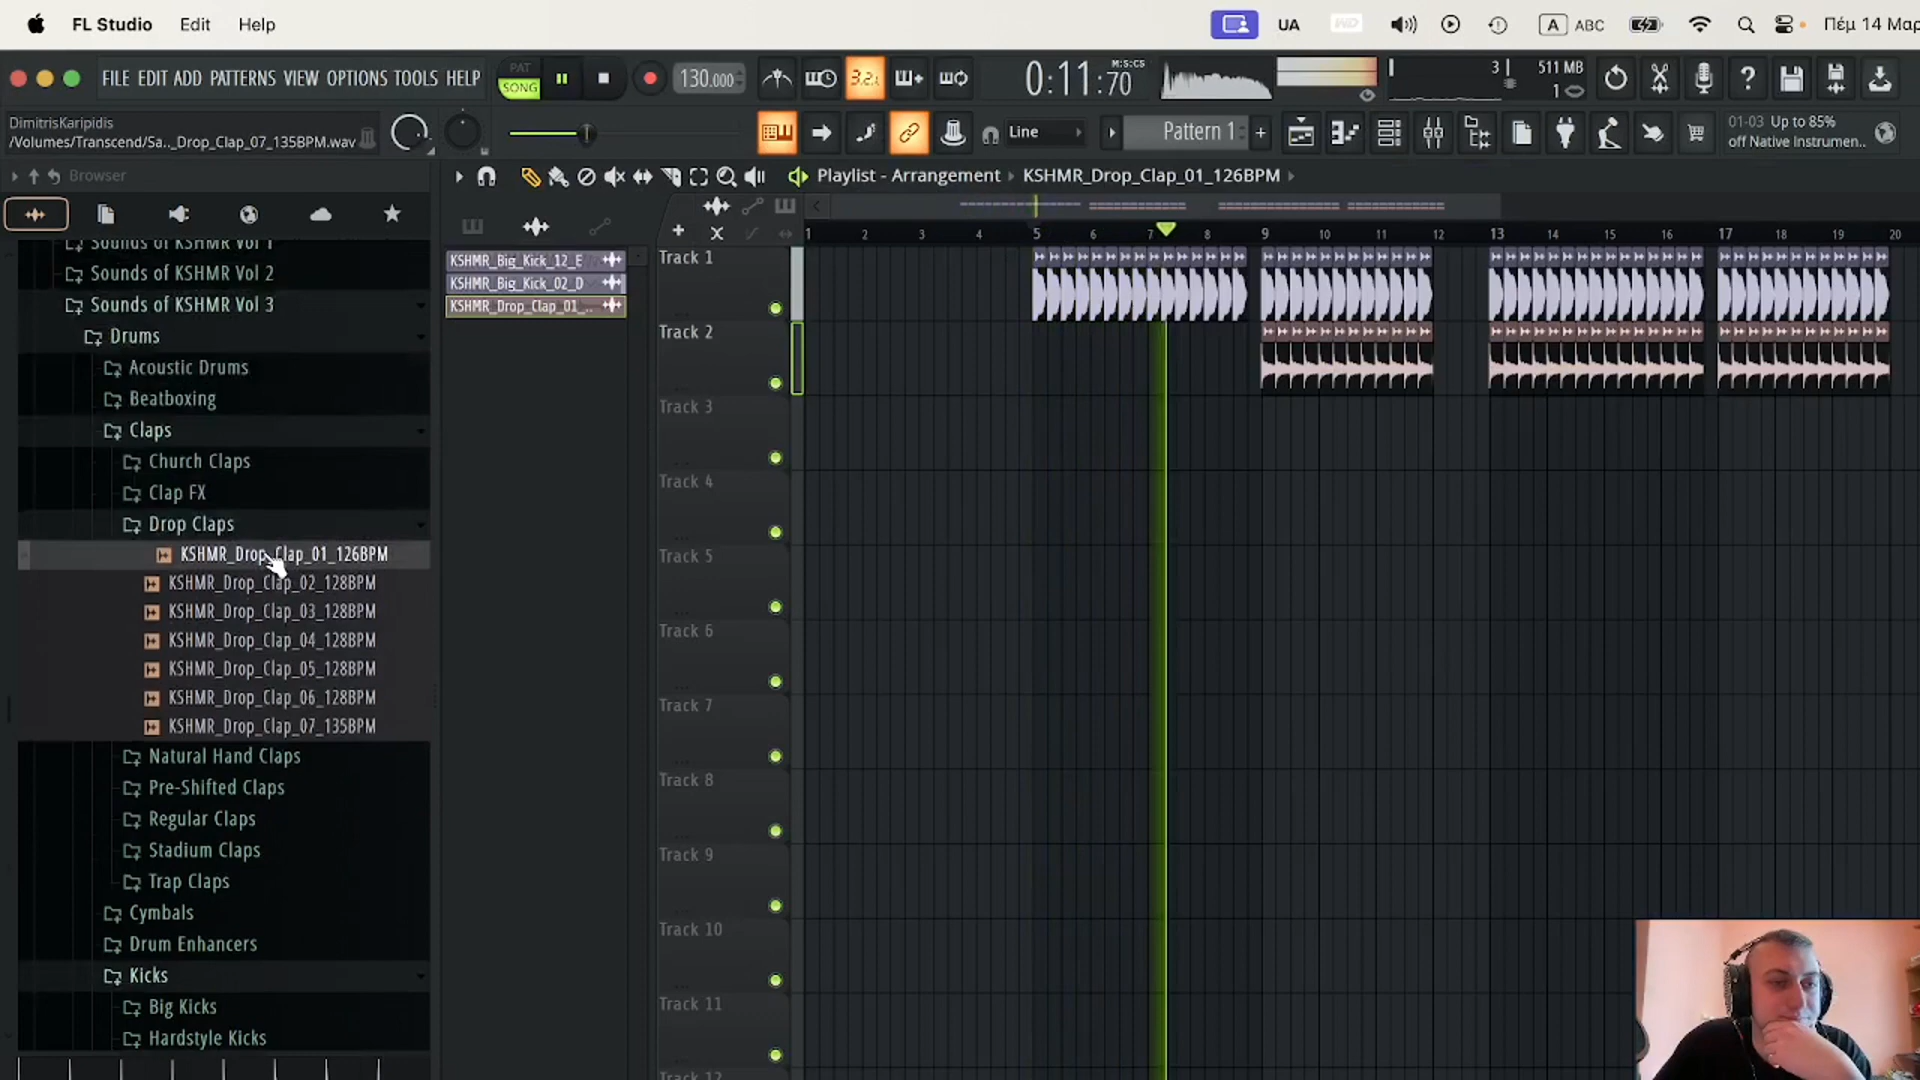 FL Studio Edit Help
UA
A ABC
Πέμ 14 Μαρ
FILE EDIT ADD PATTERNS VIEW OPTIONS TOOLS HELP
PAT
SONG
130.000
3.2.
0:11:70
M:S:CS
3
511 MB
1
DimitrisKaripidis
/Volumes/Transcend/Sa.._Drop_Clap_07_135BPM.wav
Line
Pattern 1
01-03 Up to 85%
off Native Instrumen..
Browser
Playlist - Arrangement KSHMR_Drop_Clap_01_126BPM
1 2 3 4 5 6 7 8 9 10 11 12 13 14 15 16 17 18 19 20
Sounds of KSHMR Vol 1
Sounds of KSHMR Vol 2
Sounds of KSHMR Vol 3
Drums
Acoustic Drums
Beatboxing
Claps
Church Claps
Clap FX
Drop Claps
KSHMR_Drop_Clap_01_126BPM
KSHMR_Drop_Clap_02_128BPM
KSHMR_Drop_Clap_03_128BPM
KSHMR_Drop_Clap_04_128BPM
KSHMR_Drop_Clap_05_128BPM
KSHMR_Drop_Clap_06_128BPM
KSHMR_Drop_Clap_07_135BPM
Natural Hand Claps
Pre-Shifted Claps
Regular Claps
Stadium Claps
Trap Claps
Cymbals
Drum Enhancers
Kicks
Big Kicks
Hardstyle Kicks
KSHMR_Big_Kick_12_E
KSHMR_Big_Kick_02_D
KSHMR_Drop_Clap_01_..
Track 1
Track 2
Track 3
Track 4
Track 5
Track 6
Track 7
Track 8
Track 9
Track 10
Track 11
Track 12